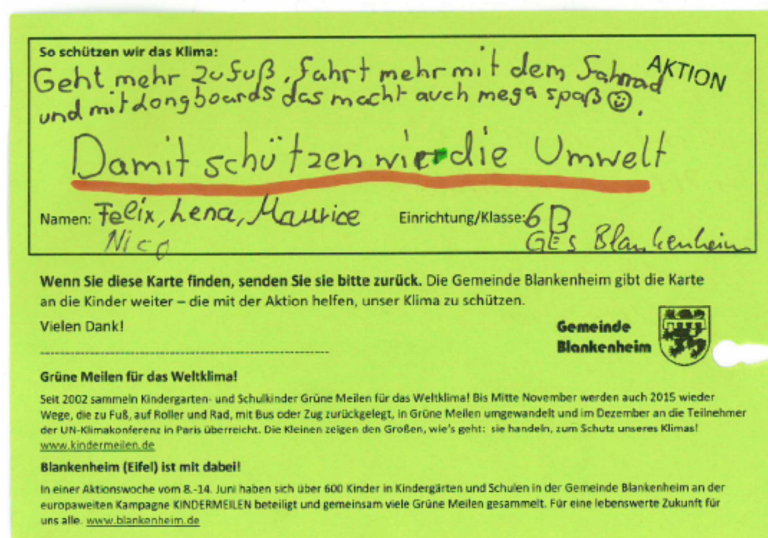 So schützen wir das Klima:
Geht mehr zu fuß, fahrt mehr mit dem Fahrrad
AKTION
und mit Longboards das macht auch mega spaß ☺.
Damit schützen wir die Umwelt
Namen: Felix, Lena, Maurice
Nico
Einrichtung/Klasse: 6B
GES Blankenheim
Wenn Sie diese Karte finden, senden Sie sie bitte zurück. Die Gemeinde Blankenheim gibt die Karte
an die Kinder weiter – die mit der Aktion helfen, unser Klima zu schützen.
Vielen Dank!
Gemeinde
Blankenheim
Grüne Meilen für das Weltklima!
Seit 2002 sammeln Kindergarten- und Schulkinder Grüne Meilen für das Weltklima! Bis Mitte November werden auch 2015 wieder
Wege, die zu Fuß, auf Roller und Rad, mit Bus oder Zug zurückgelegt, in Grüne Meilen umgewandelt und im Dezember an die Teilnehmer
der UN-Klimakonferenz in Paris überreicht. Die Kleinen zeigen den Großen, wie's geht: sie handeln, zum Schutz unseres Klimas!
www.kindermeilen.de
Blankenheim (Eifel) ist mit dabei!
In einer Aktionswoche vom 8.-14. Juni haben sich über 600 Kinder in Kindergärten und Schulen in der Gemeinde Blankenheim an der
europaweiten Kampagne KINDERMEILEN beteiligt und gemeinsam viele Grüne Meilen gesammelt. Für eine lebenswerte Zukunft für
uns alle. www.blankenheim.de